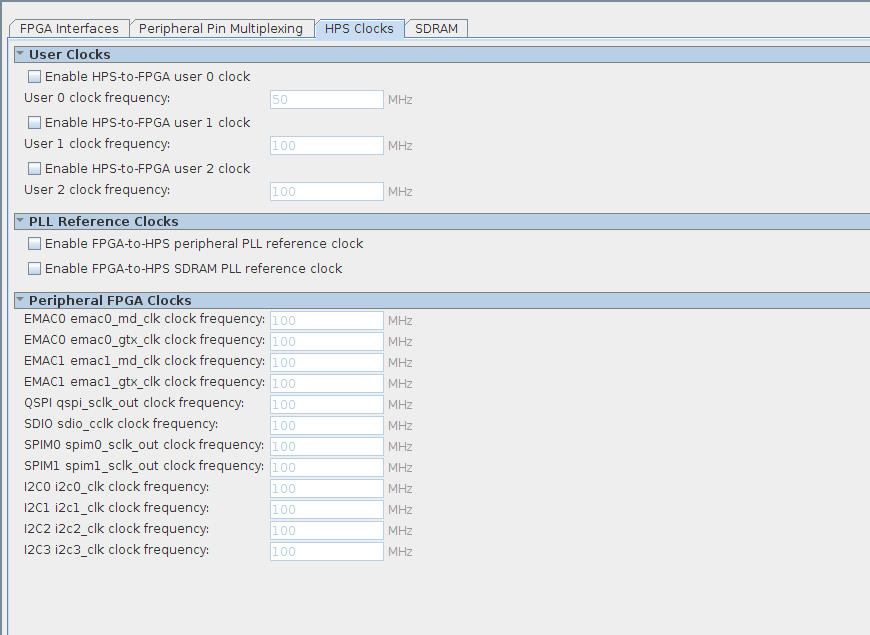 FPGA Interfaces Peripheral Pin Multiplexing HPS Clocks SDRAM
User Clocks
Enable HPS-to-FPGA user 0 clock
User 0 clock frequency: 50 MHz
Enable HPS-to-FPGA user 1 clock
User 1 clock frequency: 100 MHz
Enable HPS-to-FPGA user 2 clock
User 2 clock frequency: 100 MHz
PLL Reference Clocks
Enable FPGA-to-HPS peripheral PLL reference clock
Enable FPGA-to-HPS SDRAM PLL reference clock
Peripheral FPGA Clocks
EMAC0 emac0_md_clk clock frequency: 100 MHz
EMAC0 emac0_gtx_clk clock frequency: 100 MHz
EMAC1 emac1_md_clk clock frequency: 100 MHz
EMAC1 emac1_gtx_clk clock frequency: 100 MHz
QSPI qspi_sclk_out clock frequency: 100 MHz
SDIO sdio_cclk clock frequency: 100 MHz
SPIM0 spim0_sclk_out clock frequency: 100 MHz
SPIM1 spim1_sclk_out clock frequency: 100 MHz
I2C0 i2c0_clk clock frequency: 100 MHz
I2C1 i2c1_clk clock frequency: 100 MHz
I2C2 i2c2_clk clock frequency: 100 MHz
I2C3 i2c3_clk clock frequency: 100 MHz